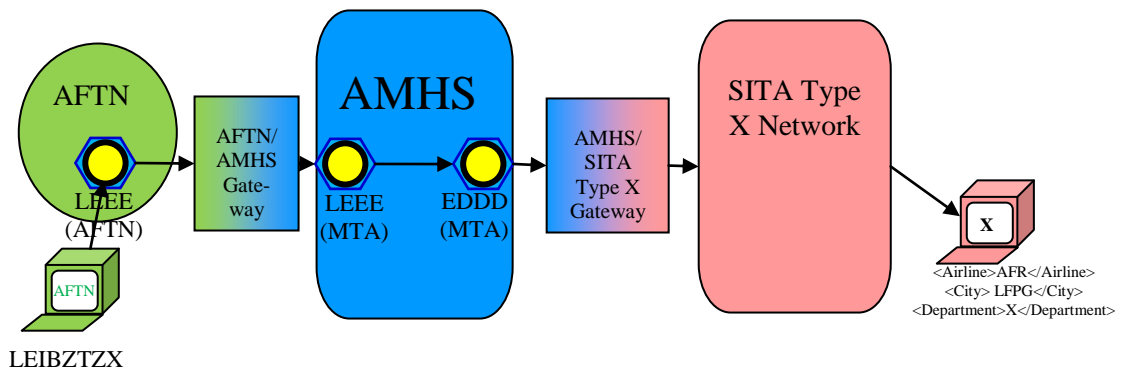 AFTN
LEEE
(AFTN)
AFTN
LEIBZTZX
AFTN/
AMHS
Gate-
way
AMHS
LEEE
(MTA)
EDDD
(MTA)
AMHS/
SITA
Type X
Gateway
SITA Type
X Network
X
<Airline>AFR</Airline>
<City> LFPG</City>
<Department>X</Department>